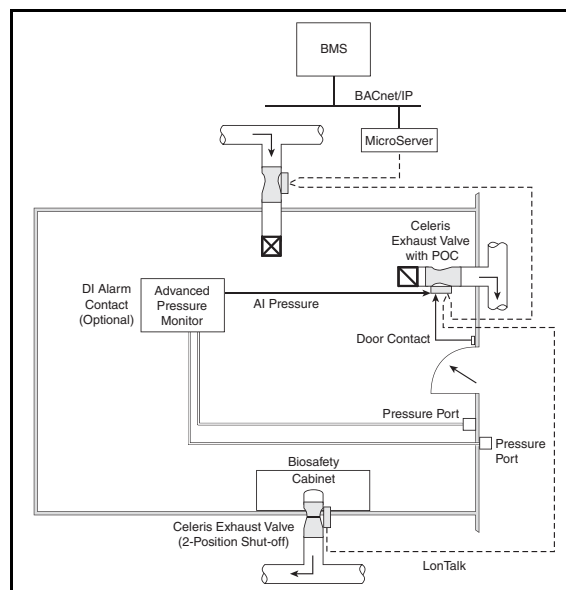 BMS
BACnet/IP
MicroServer
Celeris
Exhaust Valve
with POC
DI Alarm
Contact
(Optional)
Advanced
Pressure
Monitor
AI Pressure
Door Contact
Pressure Port
Pressure
Port
Biosafety
Cabinet
Celeris Exhaust Valve
(2-Position Shut-off)
LonTalk